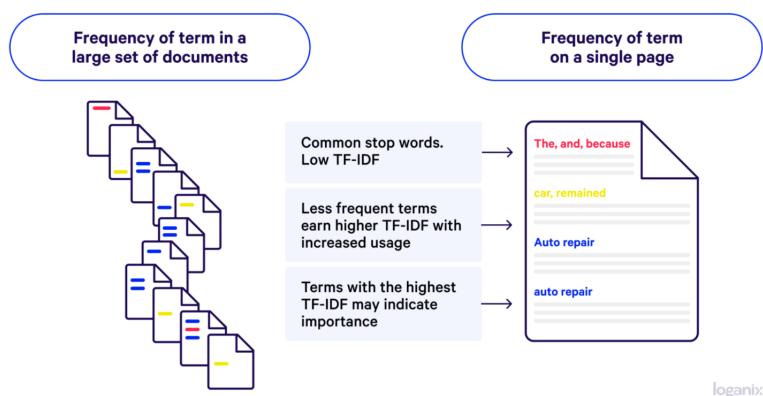 Frequency of term in a
large set of documents
Frequency of term
on a single page
Common stop words.
Low TF-IDF
Less frequent terms
earn higher TF-IDF with
increased usage
Terms with the highest
TF-IDF may indicate
importance
The, and, because
car, remained
Auto repair
auto repair
loganix